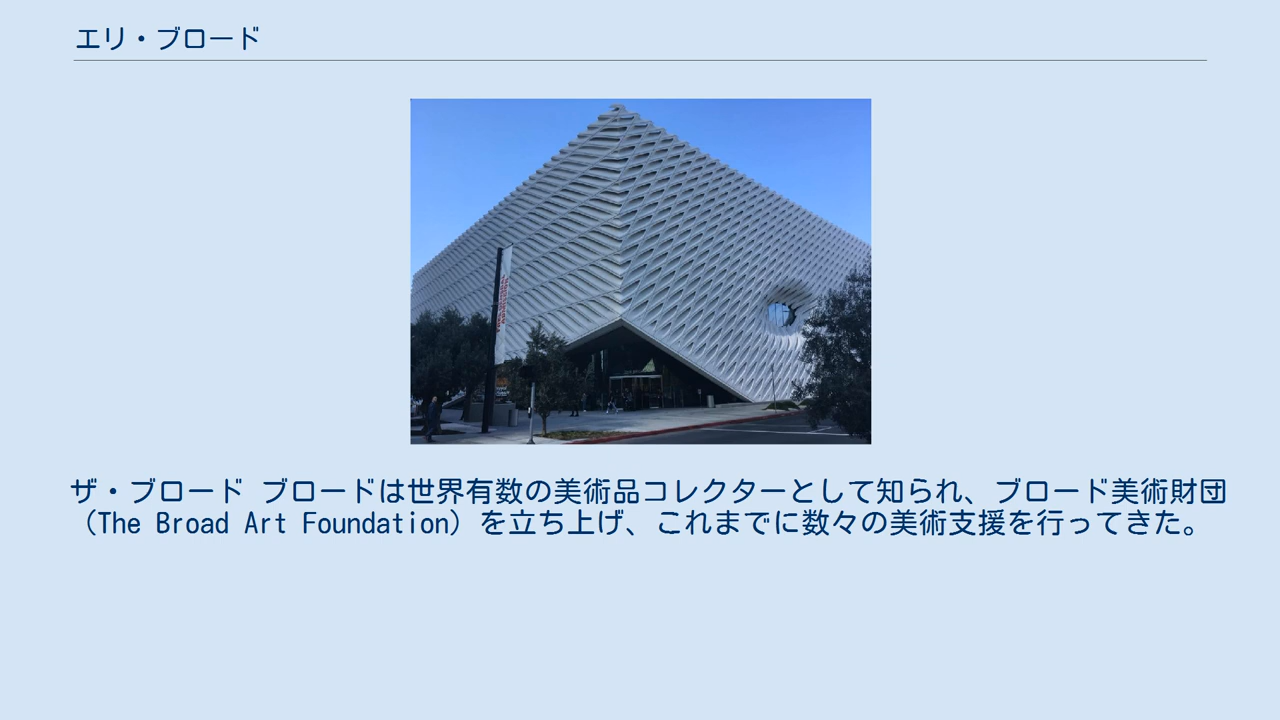 エリ・ブロード
ザ・ブロード ブロードは世界有数の美術品コレクターとして知られ、ブロード美術財団
（The Broad Art Foundation）を立ち上げ、これまでに数々の美術支援を行ってきた。